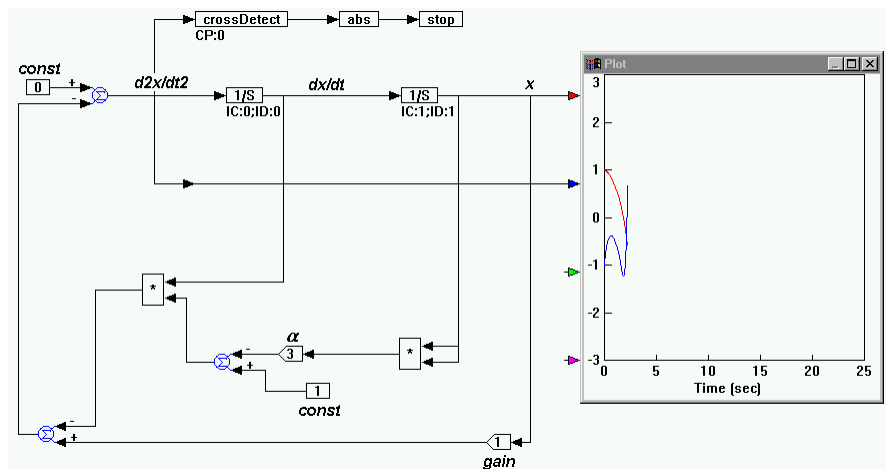 crossDetect
abs
stop
CP:0
Plot
const
0
+
-
d2x/dt2
1/S
IC:0;ID:0
dx/dt
1/S
IC:1;ID:1
x
3
2
1
0
-1
-2
-3
0 5 10 15 20 25
Time (sec)
*
α
3
*
-
+
Σ
Σ
1
const
Σ
-
+
1
gain